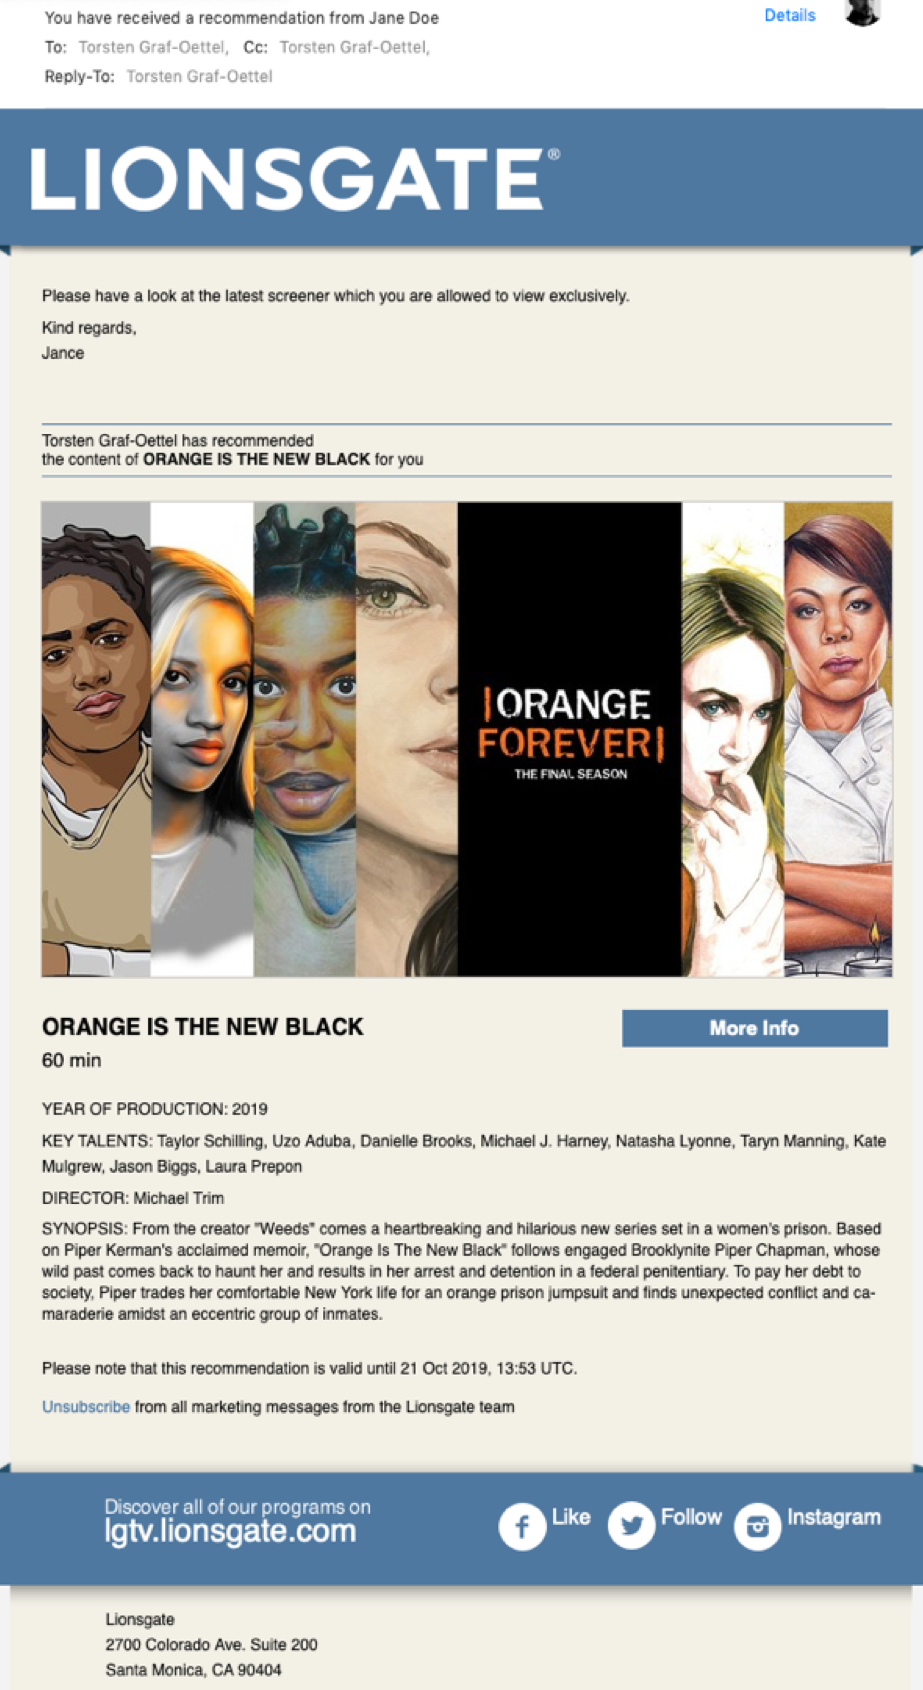 You have received a recommendation from Jane Doe
Details
To: Torsten Graf-Oettel, Cc: Torsten Graf-Oettel,
Reply-To: Torsten Graf-Oettel
LIONSGATE®
Please have a look at the latest screener which you are allowed to view exclusively.
Kind regards,
Jance
Torsten Graf-Oettel has recommended
the content of ORANGE IS THE NEW BLACK for you
ORANGE
FOREVER
THE FINAL SEASON
ORANGE IS THE NEW BLACK
More Info
60 min
YEAR OF PRODUCTION: 2019
KEY TALENTS: Taylor Schilling, Uzo Aduba, Danielle Brooks, Michael J. Harney, Natasha Lyonne, Taryn Manning, Kate
Mulgrew, Jason Biggs, Laura Prepon
DIRECTOR: Michael Trim
SYNOPSIS: From the creator "Weeds" comes a heartbreaking and hilarious new series set in a women's prison. Based
on Piper Kerman's acclaimed memoir, "Orange Is The New Black" follows engaged Brooklynite Piper Chapman, whose
wild past comes back to haunt her and results in her arrest and detention in a federal penitentiary. To pay her debt to
society, Piper trades her comfortable New York life for an orange prison jumpsuit and finds unexpected conflict and ca-
maraderie amidst an eccentric group of inmates.
Please note that this recommendation is valid until 21 Oct 2019, 13:53 UTC.
Unsubscribe from all marketing messages from the Lionsgate team
Discover all of our programs on
lgtv.lionsgate.com
Like
Follow
Instagram
Lionsgate
2700 Colorado Ave. Suite 200
Santa Monica, CA 90404